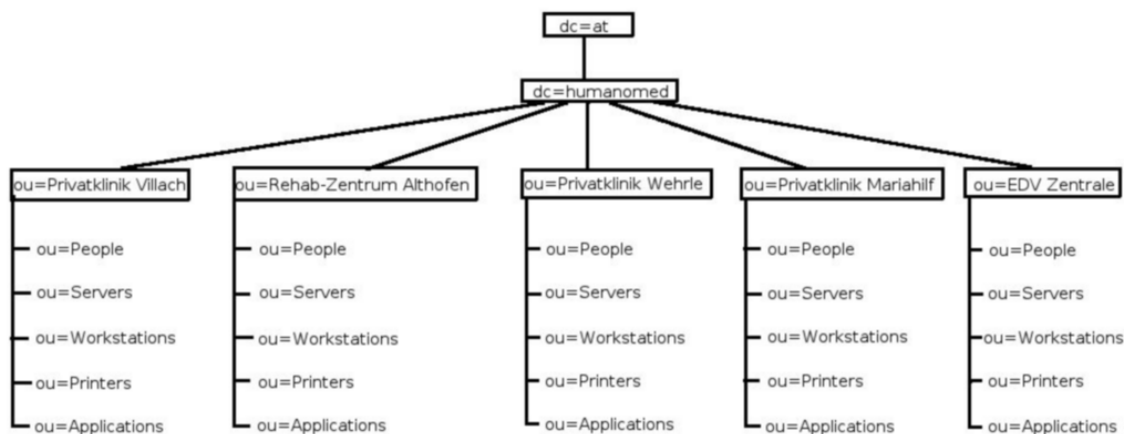 dc=at
dc=humanomed
ou=Privatklinik Villach
ou=Rehab-Zentrum Althofen
ou=Privatklinik Wehrle
ou=Privatklinik Mariahilf
ou=EDV Zentrale
ou=People
ou=People
ou=People
ou=People
ou=People
ou=Servers
ou=Servers
ou=Servers
ou=Servers
ou=Servers
ou=Workstations
ou=Workstations
ou=Workstations
ou=Workstations
ou=Workstations
ou=Printers
ou=Printers
ou=Printers
ou=Printers
ou=Printers
ou=Applications
ou=Applications
ou=Applications
ou=Applications
ou=Applications